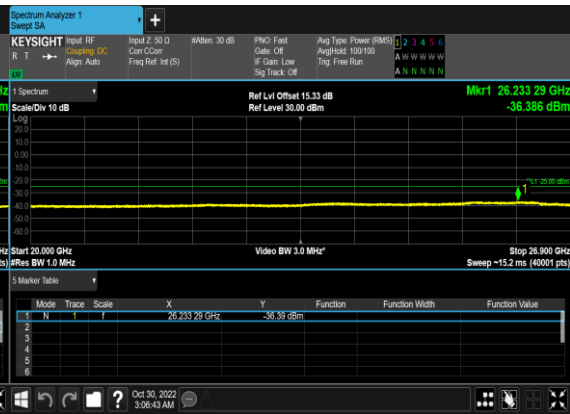 Spectrum Analyzer 1
Swept SA
+
KEYSIGHT Input: RF Input Z: 50 Ω #Atten: 30 dB PNO: Fast Avg Type: Power (RMS) 1 2 3 4 5 6
R T Coupling: DC Corr CCorr Gate: Off Avg|Hold: 100/100 A W W W W W
Align: Auto Freq Ref: Int (S) IF Gain: Low Trig: Free Run
Sig Track: Off A N N N N N
LW
1 Spectrum Ref Lvl Offset 15.33 dB Mkr1 26.233 29 GHz
Scale/Div 10 dB Ref Level 30.00 dBm -36.386 dBm
Log
20.0
10.0
0.00
-10.0
-20.0
DL1 -25.00 dBm
1
-30.0
-40.0
-50.0
-60.0
Start 20.000 GHz Video BW 3.0 MHz* Stop 26.900 GHz
#Res BW 1.0 MHz Sweep ~15.2 ms (40001 pts)
5 Marker Table
Mode Trace Scale X Y Function Function Width Function Value
1 N 1 f 26.233 29 GHz -36.39 dBm
2
3
4
5
6
? Oct 30, 2022
3:06:43 AM